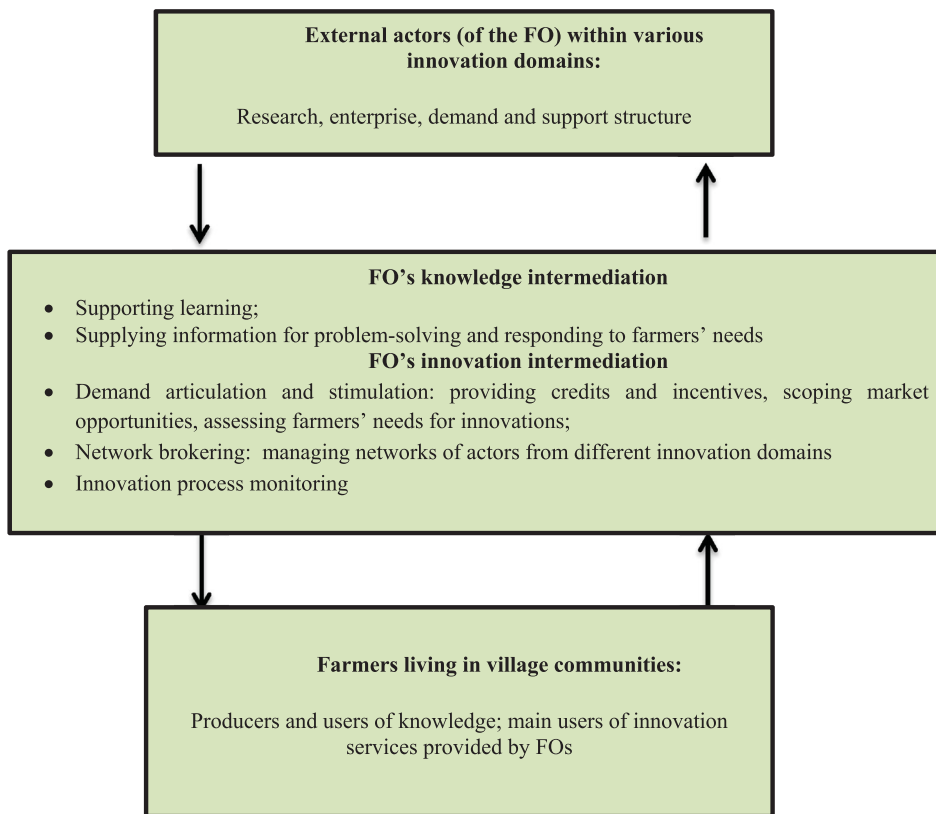 External actors (of the FO) within various
innovation domains:
Research, enterprise, demand and support structure
FO’s knowledge intermediation
• Supporting learning;
• Supplying information for problem-solving and responding to farmers’ needs
FO’s innovation intermediation
• Demand articulation and stimulation: providing credits and incentives, scoping market
opportunities, assessing farmers’ needs for innovations;
• Network brokering: managing networks of actors from different innovation domains
• Innovation process monitoring
Farmers living in village communities:
Producers and users of knowledge; main users of innovation
services provided by FOs